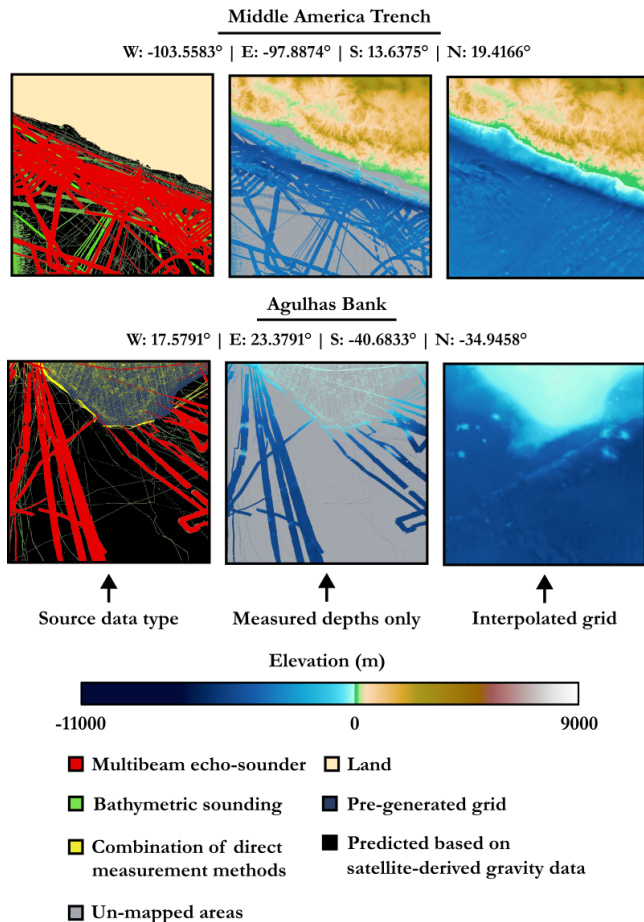 Middle America Trench
W: -103.5583° | E: -97.8874° | S: 13.6375° | N: 19.4166°
Agulhas Bank
W: 17.5791° | E: 23.3791° | S: -40.6833° | N: -34.9458°
Source data type
Measured depths only
Interpolated grid
Elevation (m)
-11000
0
9000
Multibeam echo-sounder
Land
Bathymetric sounding
Pre-generated grid
Combination of direct
measurement methods
Predicted based on
satellite-derived gravity data
Un-mapped areas